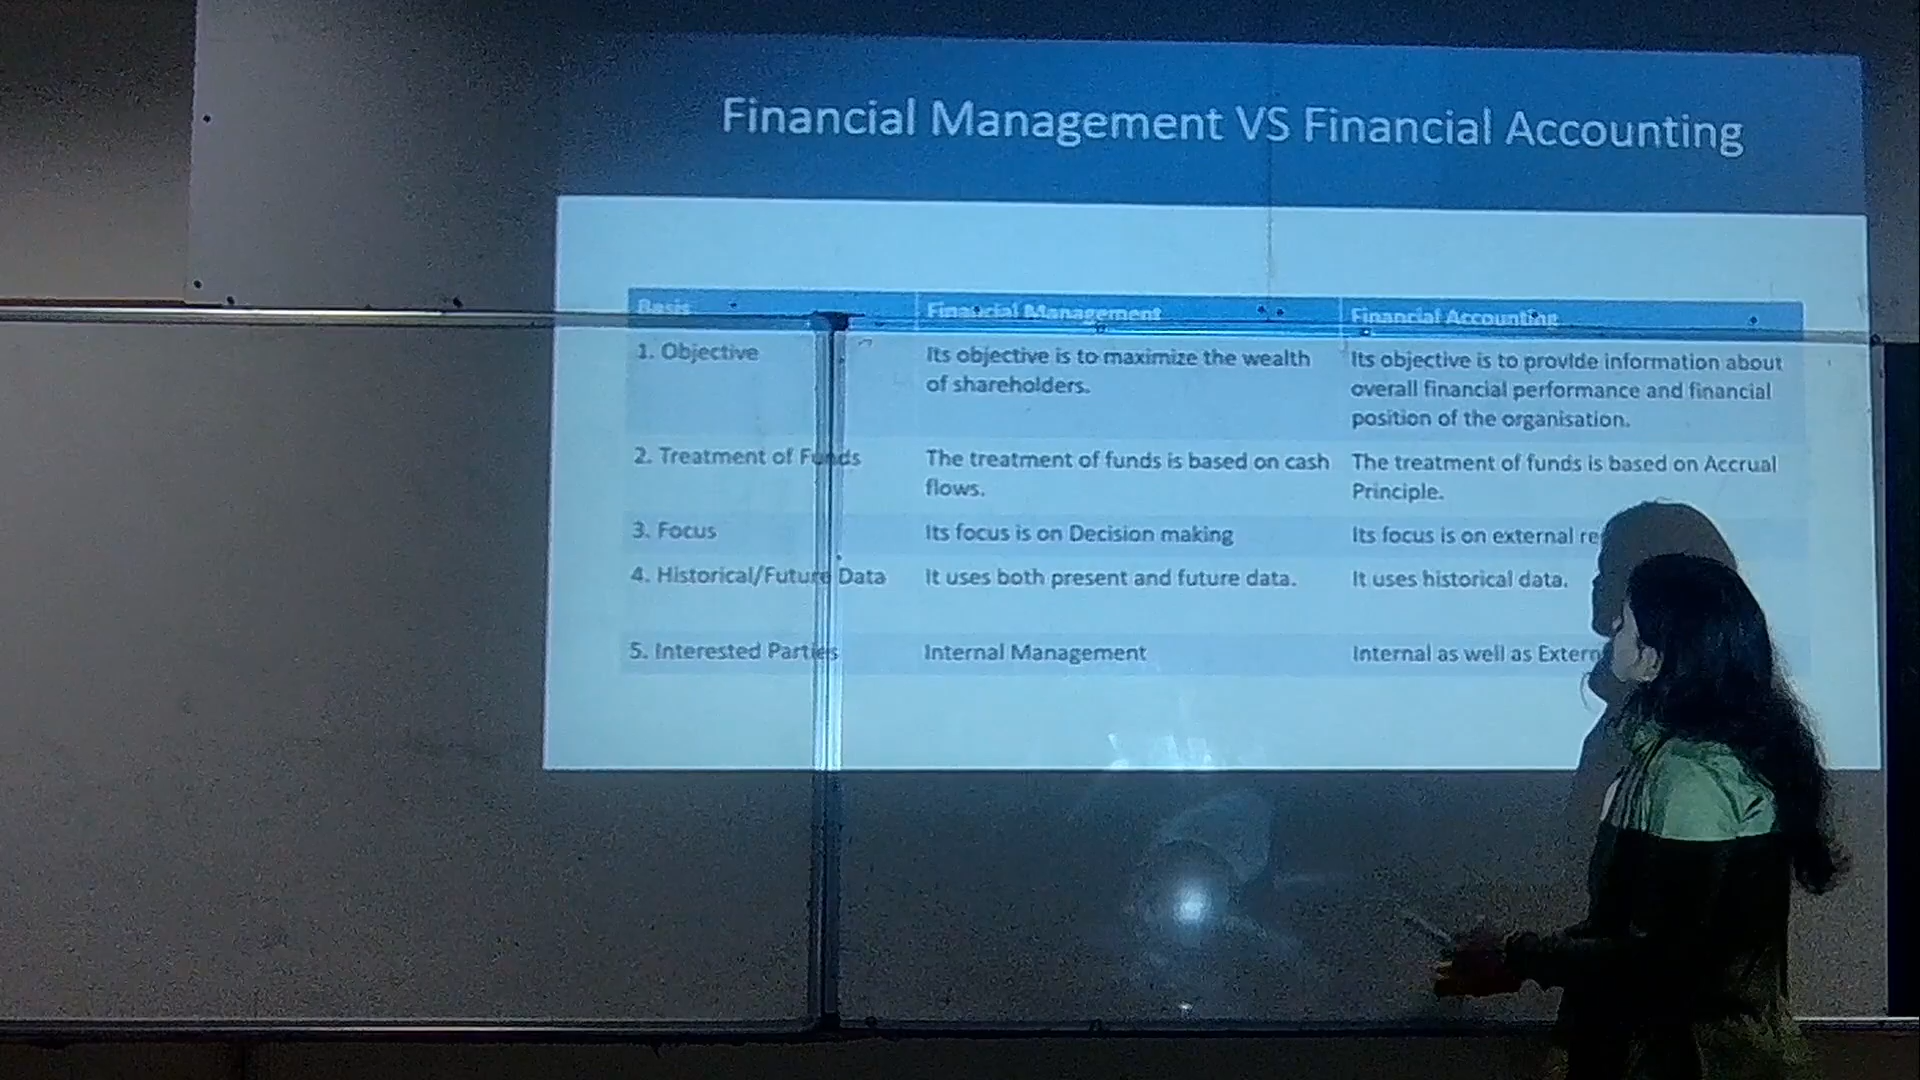 Financial Management VS Financial Accounting
Basis Financial Management Financial Accounting
1. Objective Its objective is to maximize the wealth Its objective is to provide information about
of shareholders. overall financial performance and financial
position of the organisation.
2. Treatment of Funds The treatment of funds is based on cash The treatment of funds is based on Accrual
flows. Principle.
3. Focus Its focus is on Decision making Its focus is on external
4. Historical/Future Data It uses both present and future data. It uses historical data.
5. Interested Parties Internal Management Internal as well as